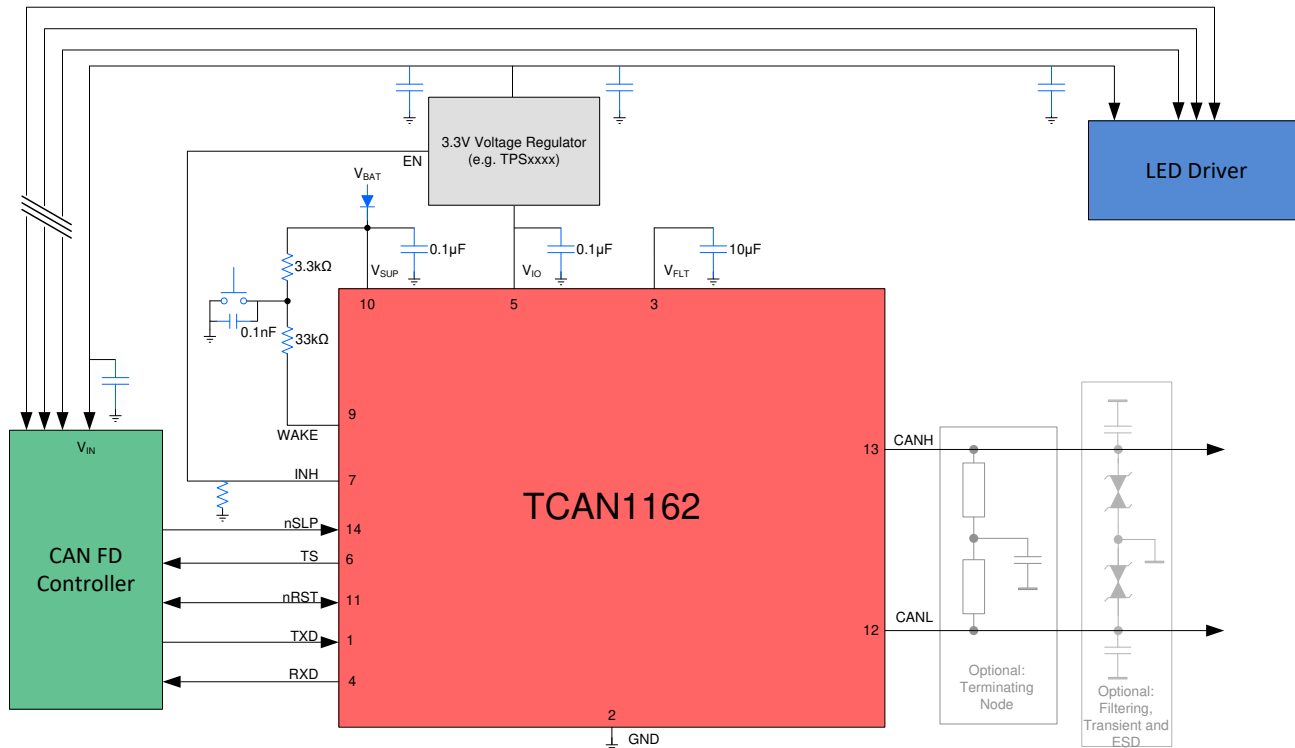 3.3V Voltage Regulator
(e.g. TPSxxxx)
EN
LED Driver
VBAT
3.3kΩ
0.1µF
0.1µF
10µF
VSUP
VIO
VFLT
10
5
3
0.1nF
33kΩ
9
WAKE
VIN
INH
7
TCAN1162
13
CANH
nSLP
14
CAN FD
Controller
TS
6
nRST
11
TXD
1
12
CANL
RXD
4
Optional:
Terminating
Node
Optional:
Filtering,
Transient and
ESD
2
GND